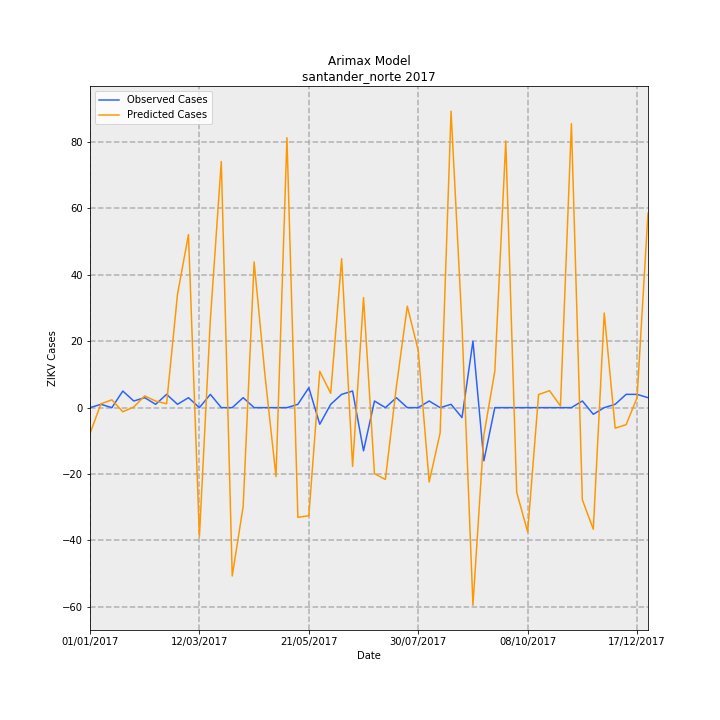 Arimax Model
santander_norte 2017
Observed Cases
Predicted Cases
80
60
40
20
0
−20
−40
−60
ZIKV Cases
01/01/2017 12/03/2017 21/05/2017 30/07/2017 08/10/2017 17/12/2017
Date